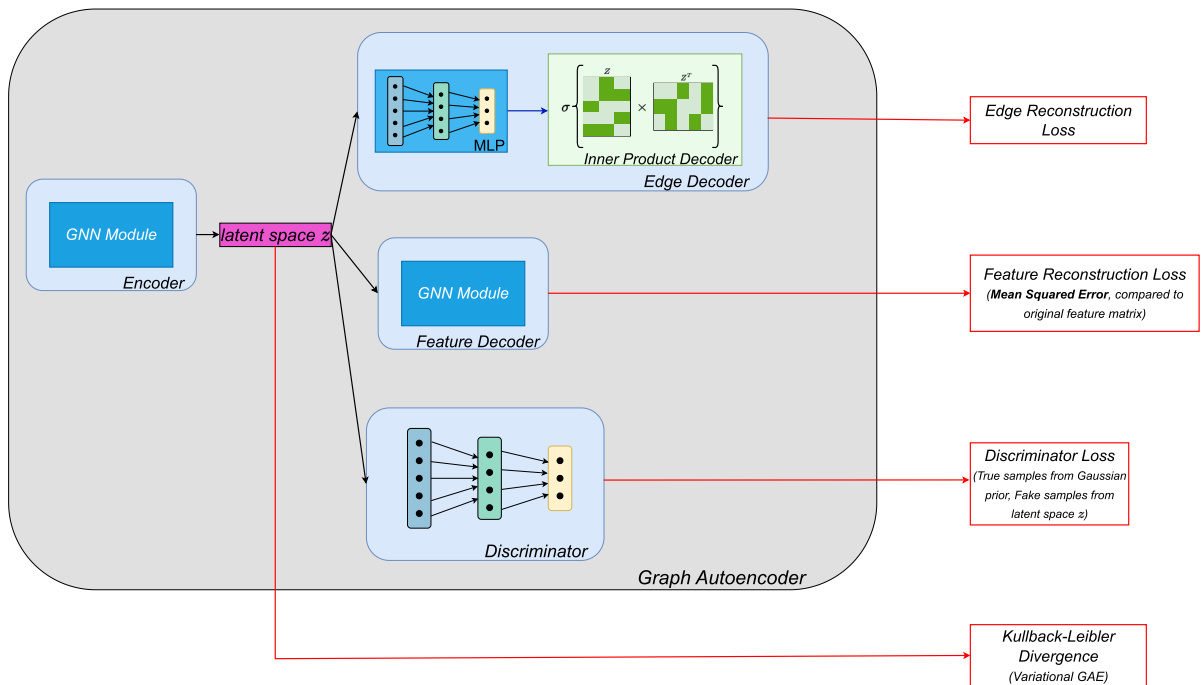 z
zᵀ
σ
×
MLP
Inner Product Decoder
Edge Decoder
Edge Reconstruction
Loss
GNN Module
Encoder
latent space z
GNN Module
Feature Decoder
Feature Reconstruction Loss
(Mean Squared Error, compared to
original feature matrix)
Discriminator
Discriminator Loss
(True samples from Gaussian
prior, Fake samples from
latent space z)
Graph Autoencoder
Kullback-Leibler
Divergence
(Variational GAE)